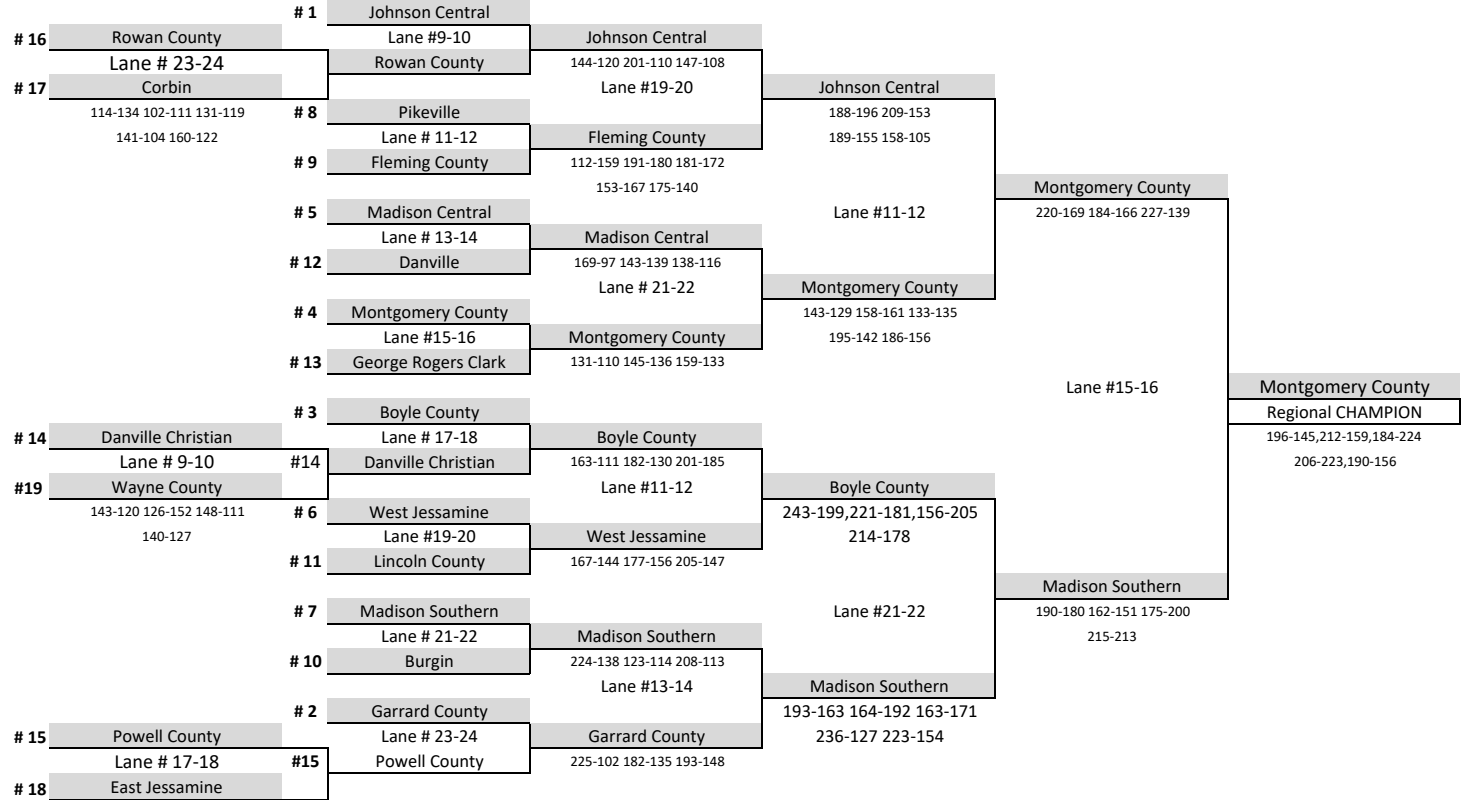 # 1 Johnson Central
# 16 Rowan County Lane #9-10 Johnson Central
Lane # 23-24 Rowan County 144-120 201-110 147-108
# 17 Corbin Lane #19-20 Johnson Central
114-134 102-111 131-119 # 8 Pikeville 188-196 209-153
141-104 160-122 Lane # 11-12 Fleming County 189-155 158-105
# 9 Fleming County 112-159 191-180 181-172
153-167 175-140 Montgomery County
# 5 Madison Central Lane #11-12 220-169 184-166 227-139
Lane # 13-14 Madison Central
# 12 Danville 169-97 143-139 138-116
Lane # 21-22 Montgomery County
# 4 Montgomery County 143-129 158-161 133-135
Lane #15-16 Montgomery County 195-142 186-156
# 13 George Rogers Clark 131-110 145-136 159-133
Lane #15-16 Montgomery County
# 3 Boyle County Regional CHAMPION
# 14 Danville Christian Lane # 17-18 Boyle County 196-145,212-159,184-224
Lane # 9-10 #14 Danville Christian 163-111 182-130 201-185 206-223,190-156
#19 Wayne County Lane #11-12 Boyle County
143-120 126-152 148-111 # 6 West Jessamine 243-199,221-181,156-205
140-127 Lane #19-20 West Jessamine 214-178
# 11 Lincoln County 167-144 177-156 205-147
Madison Southern
# 7 Madison Southern Lane #21-22 190-180 162-151 175-200
Lane # 21-22 Madison Southern 215-213
# 10 Burgin 224-138 123-114 208-113
Lane #13-14 Madison Southern
# 2 Garrard County 193-163 164-192 163-171
# 15 Powell County Lane # 23-24 Garrard County 236-127 223-154
Lane # 17-18 #15 Powell County 225-102 182-135 193-148
# 18 East Jessamine